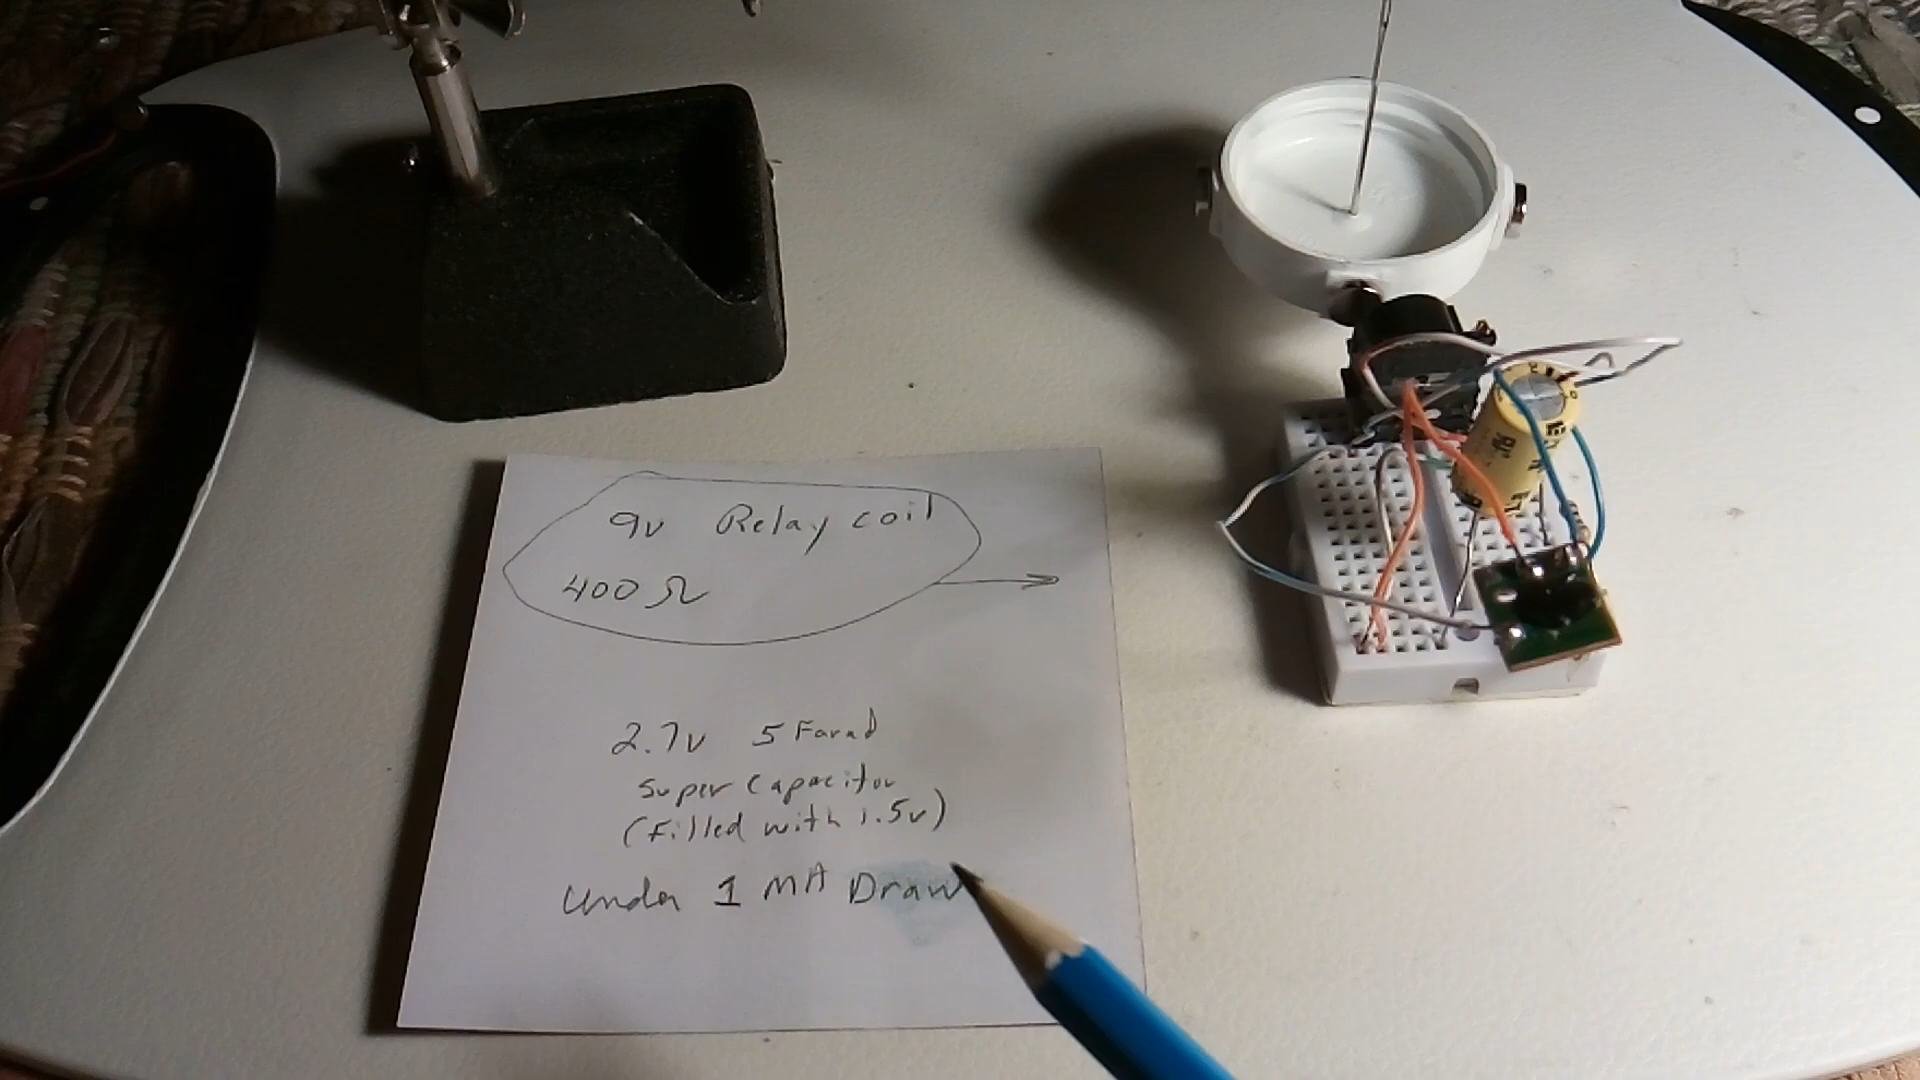 9v Relay coil
400 Ω
2.7v 5 Farad
super capacitor
(filled with 1.5v)
under 1 MA Draw